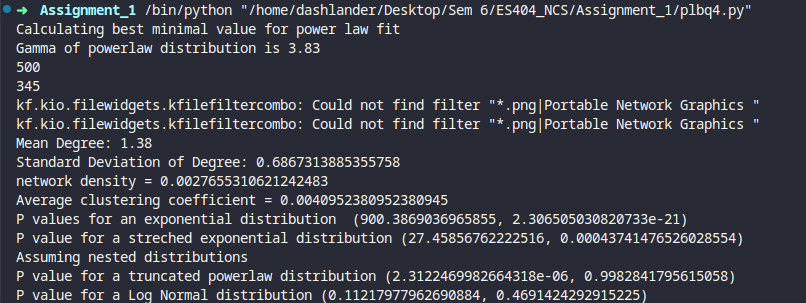 ➜ Assignment_1 /bin/python "/home/dashlander/Desktop/Sem 6/ES404_NCS/Assignment_1/plbq4.py"
Calculating best minimal value for power law fit
Gamma of powerlaw distribution is 3.83
500
345
kf.kio.filewidgets.kfilefiltercombo: Could not find filter "*.png|Portable Network Graphics "
kf.kio.filewidgets.kfilefiltercombo: Could not find filter "*.png|Portable Network Graphics "
Mean Degree: 1.38
Standard Deviation of Degree: 0.6867313885355758
network density = 0.0027655310621242483
Average clustering coefficient = 0.0040952380952380945
P values for an exponential distribution  (900.3869036965855, 2.306505030820733e-21)
P value for a streched exponential distribution (27.45856762222516, 0.00043741476526028554)
Assuming nested distributions
P value for a truncated powerlaw distribution (2.3122469982664318e-06, 0.9982841795615058)
P value for a Log Normal distribution (0.11217977962690884, 0.4691424292915225)